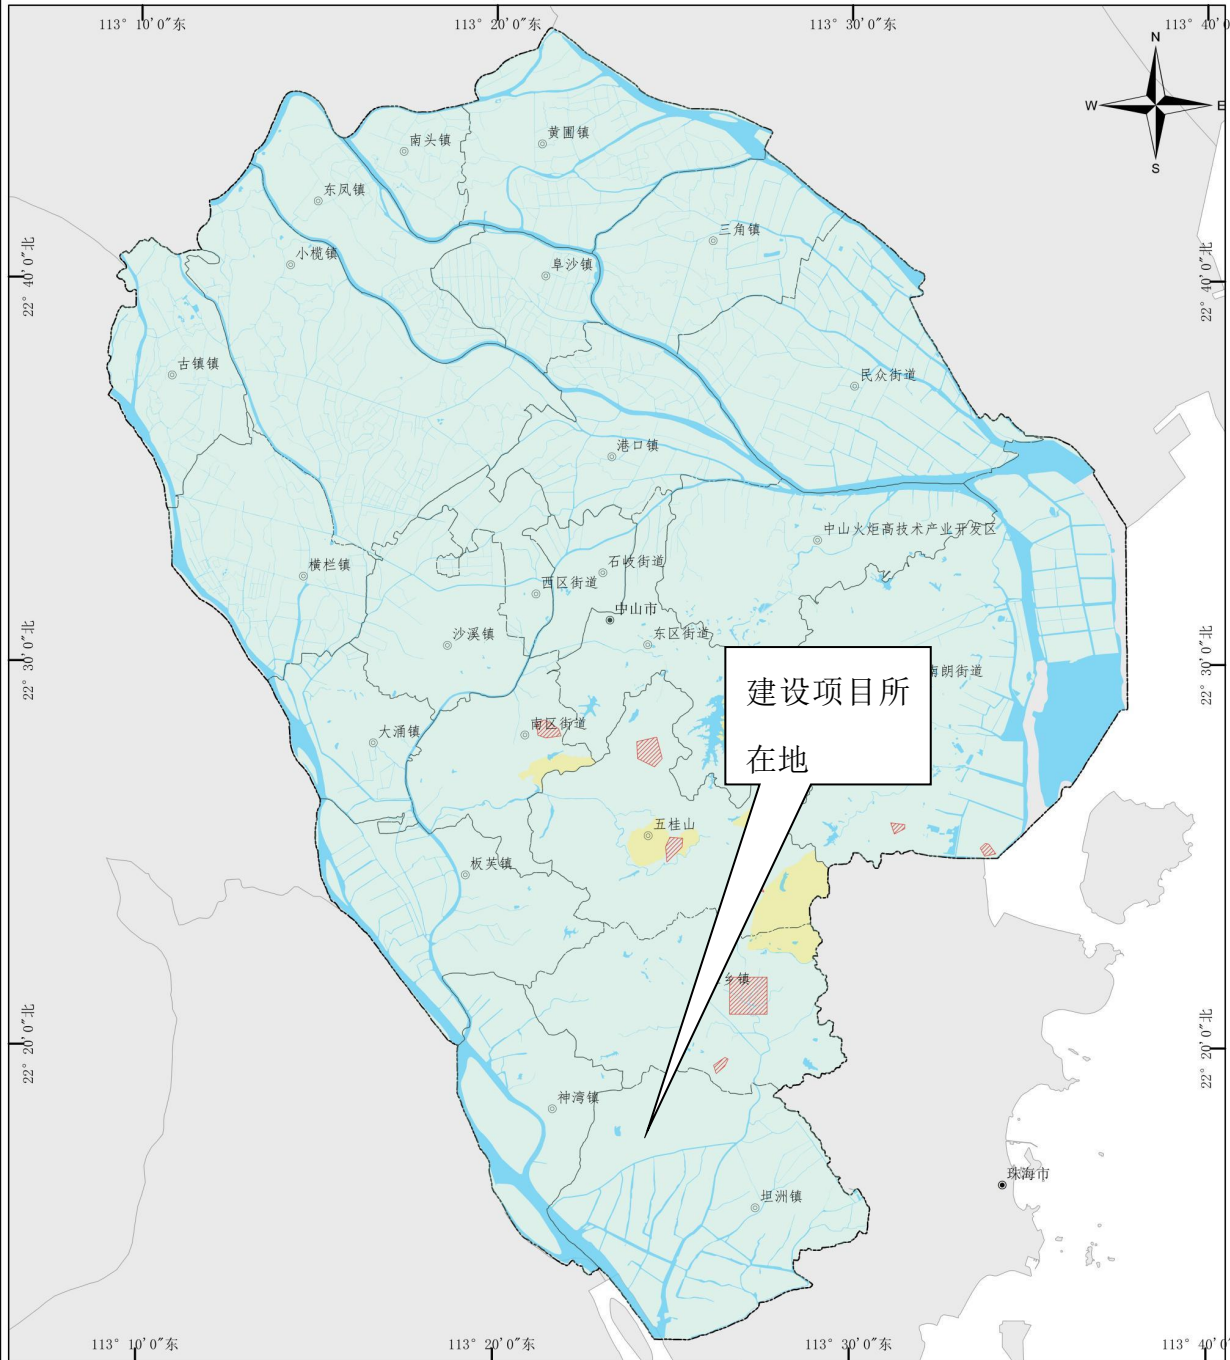 113° 10'0"东
113° 20'0"东
113° 30'0"东
113° 40'0
N
W
E
S
黄圃镇
南头镇
东凤镇
三角镇
小榄镇
阜沙镇
22° 40'0"北
22° 40'0"北
古镇镇
民众街道
港口镇
中山火炬高技术产业开发区
石岐街道
横栏镇
西区街道
中山市
沙溪镇
东区街道
22° 30'0"北
22° 30'0"北
南朗街道
建设项目所
在地
南区街道
大涌镇
五桂山
板芙镇
乡镇
22° 20'0"北
22° 20'0"北
神湾镇
珠海市
坦洲镇
113° 10'0"东
113° 20'0"东
113° 30'0"东
113° 40'0